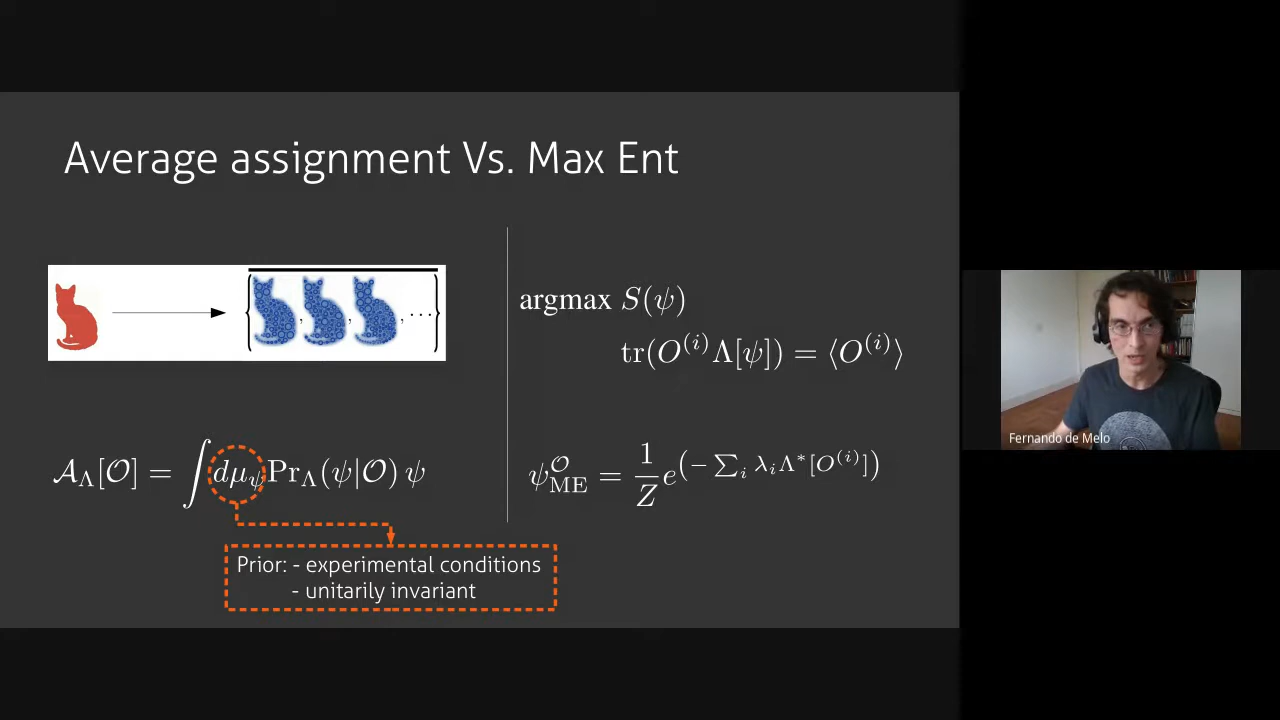 Average assignment Vs. Max Ent
argmax S(ψ)
tr(O^(i) Λ[ψ]) = ⟨O^(i)⟩
𝒜_Λ[𝒪] = ∫ dμ_ψ Pr_Λ(ψ|𝒪) ψ
ψ_ME^𝒪 = 1/Z e^(− ∑_i λ_i Λ*[O^(i)])
Prior: - experimental conditions
- unitarily invariant
Fernando de Melo